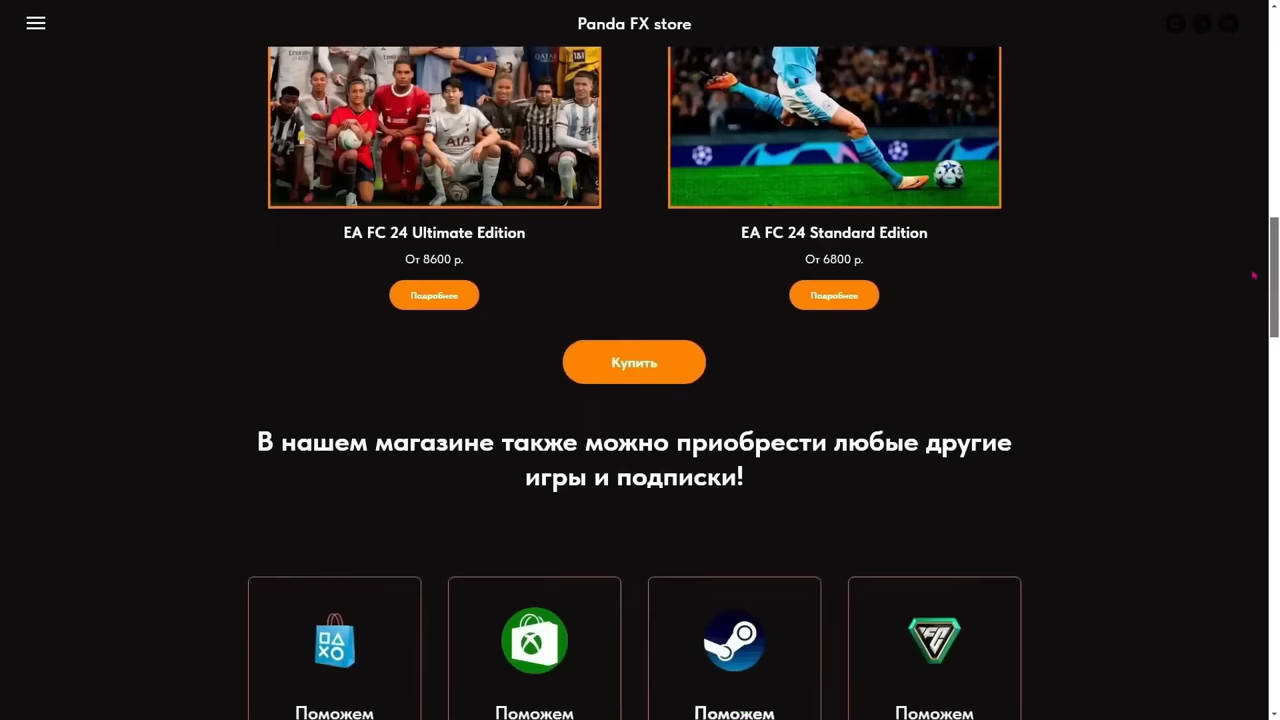 Panda FX store
EA FC 24 Ultimate Edition
EA FC 24 Standard Edition
От 8600 р.
От 6800 р.
Подробнее
Подробнее
Купить
В нашем магазине также можно приобрести любые другие
игры и подписки!
Поможем
Поможем
Поможем
Поможем